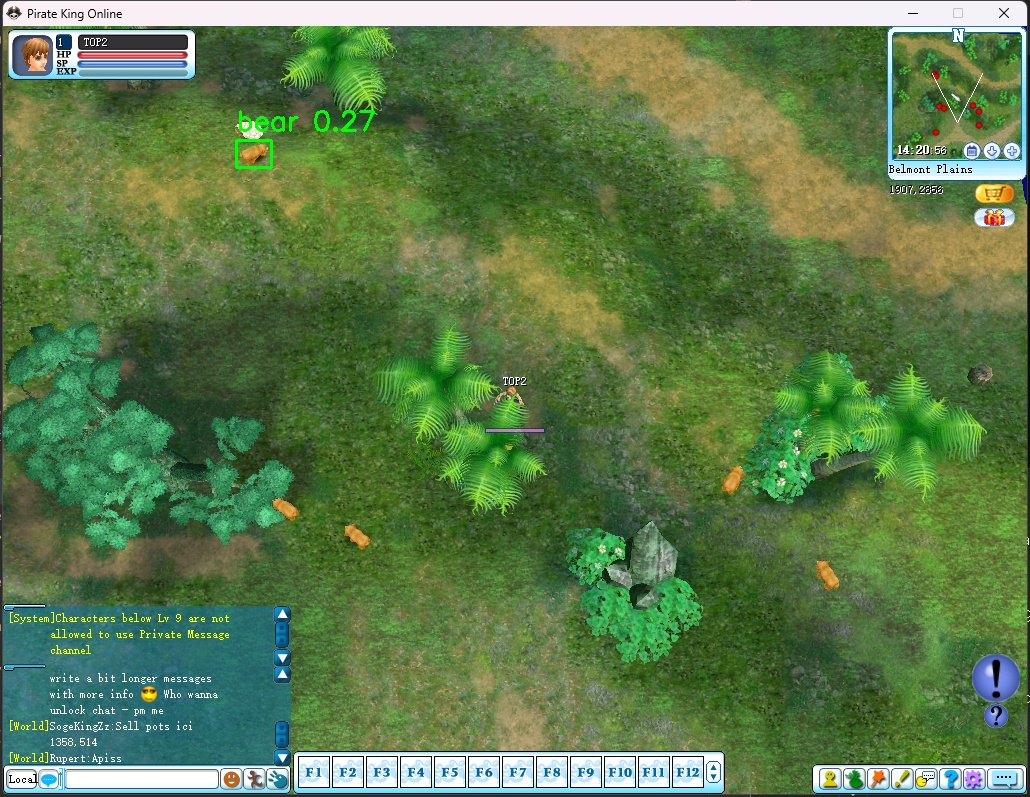 Pirate King Online
1 TOP2
HP
SP
EXP
N
bear 0.27
14:20:56
Belmont Plains
1907,2856
TOP2
[System]Characters below Lv 9 are not
allowed to use Private Message
channel
write a bit longer messages
with more info Who wanna
unlock chat - pm me
[World]SogeKingZz:Sell pots ici
1358,514
[World]Rupert:Apiss
Local
F1 F2 F3 F4 F5 F6 F7 F8 F9 F10 F11 F12